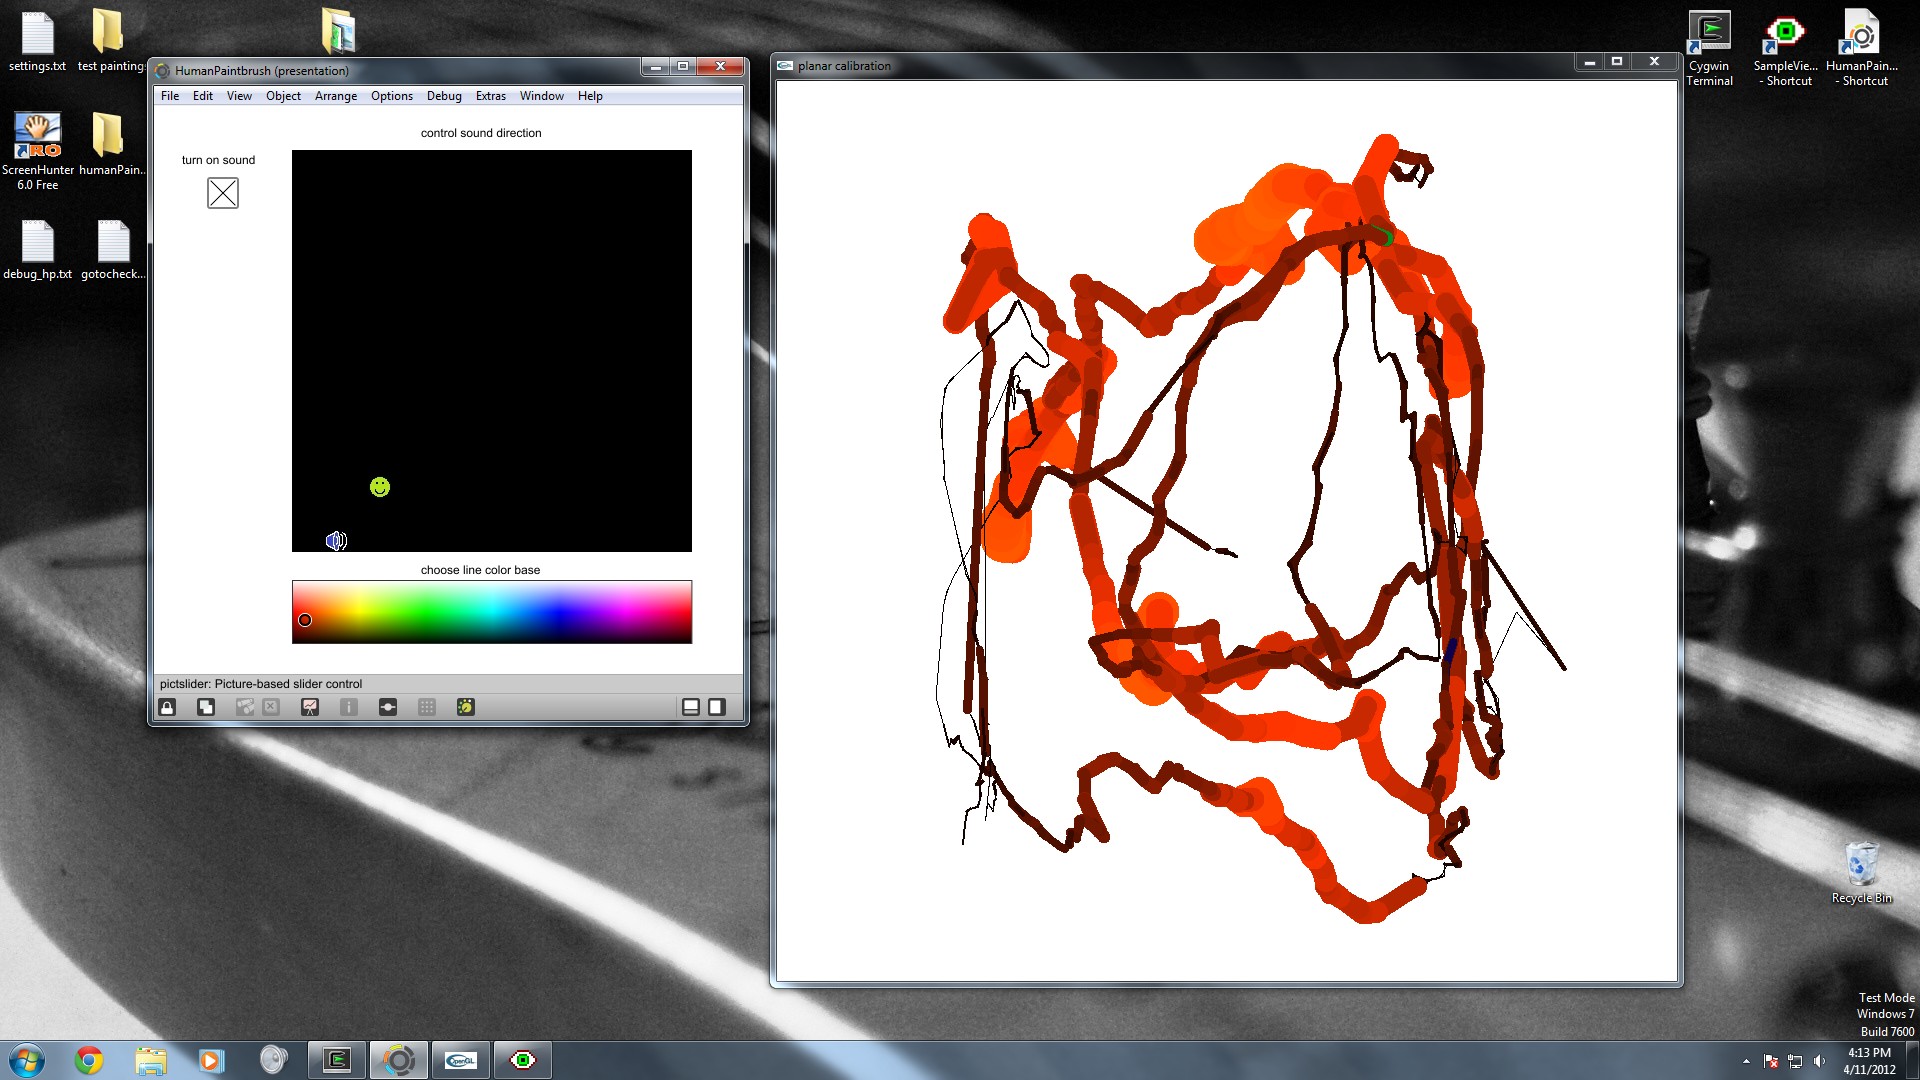 settings.txt
test painting
ScreenHunter
6.0 Free
RO
humanPain...
debug_hp.txt
gotocheck...
HumanPaintbrush (presentation)
File Edit View Object Arrange Options Debug Extras Window Help
control sound direction
turn on sound
choose line color base
pictslider: Picture-based slider control
planar calibration
Cygwin
Terminal
SampleVie...
- Shortcut
HumanPain...
- Shortcut
Recycle Bin
Test Mode
Windows 7
Build 7600
OpenGL
4:13 PM
4/11/2012